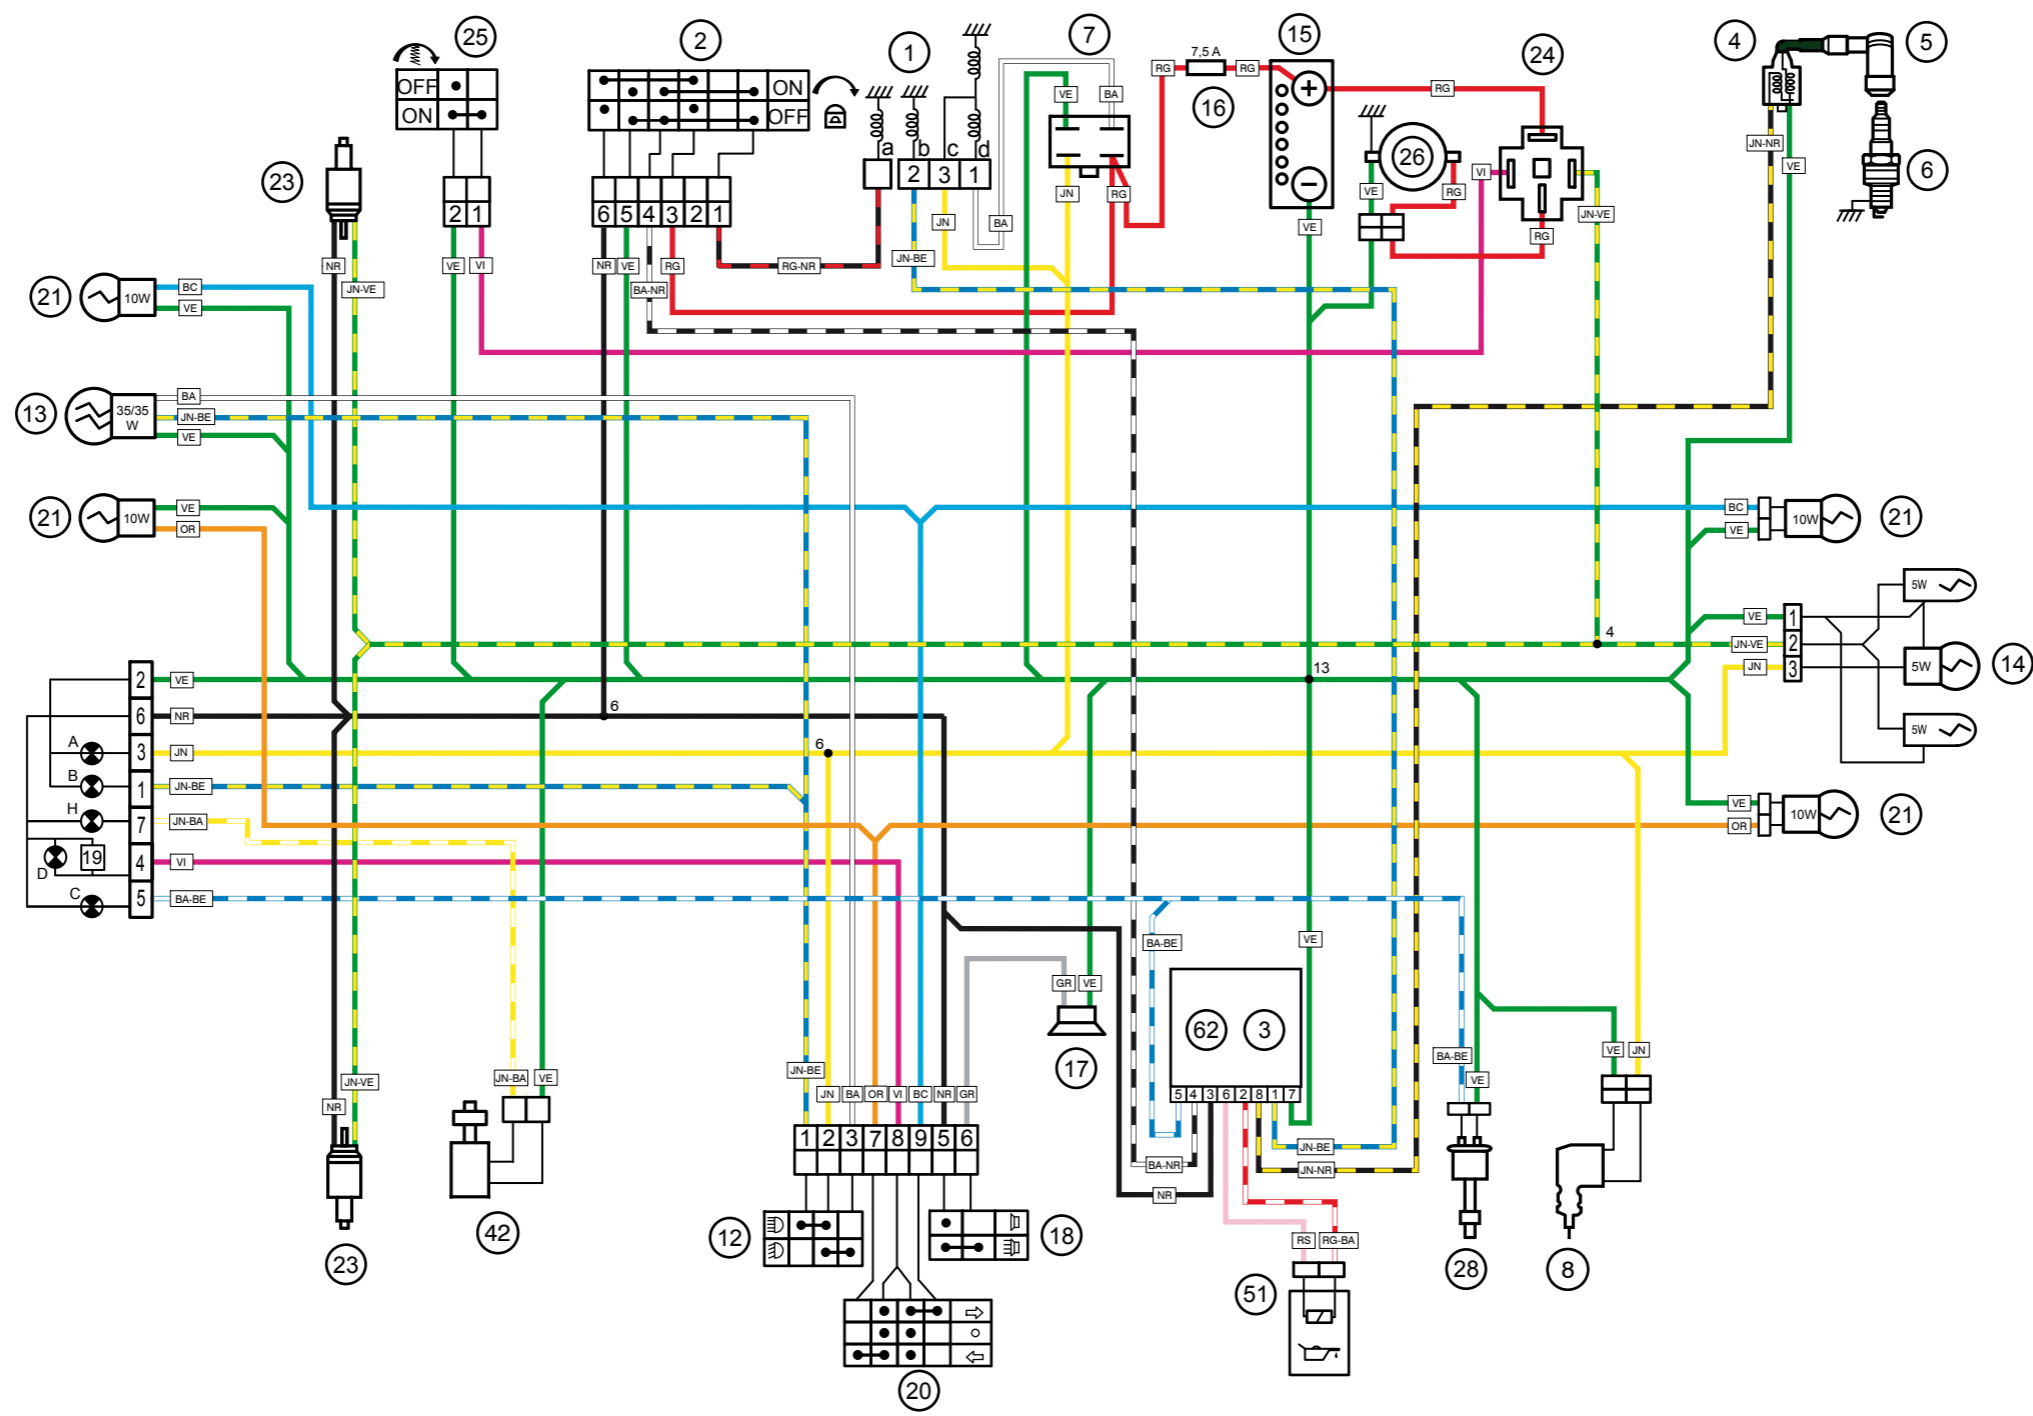 25
2
1
7
7,5 A
16
15
24
4
5
6
26
OFF
ON
ON
OFF
a
b
c
d
2
3
1
2 1
6 5 4 3 2 1
RG
RG
RG
VE
BA
JN
RG
JN
BA
JN-BE
VE
VE
RG
VI
JN-VE
RG
JN-NR
VE
23
NR
JN-VE
VE
VI
NR
VE
BA-NR
RG
RG-NR
21
10W
BC
VE
13
35/35
W
BA
JN-BE
VE
21
10W
VE
OR
BC
VE
10W
21
5W
VE
1
JN-VE
2
JN
3
5W
14
5W
4
13
6
6
2
VE
6
NR
A
3
JN
B
1
JN-BE
H
7
JN-BA
D
19
4
VI
C
5
BA-BE
VE
OR
10W
21
BA-BE
VE
GR
VE
17
62
3
5 4 3 6 2 8 1 7
BA-BE
VE
VE
JN
JN-VE
NR
23
JN-BA
VE
42
JN-BE
JN
BA
OR
VI
BC
NR
GR
1 2 3 7 8 9 5 6
12
18
20
BA-NR
NR
JN-BE
JN-NR
RS
RG-BA
51
28
8